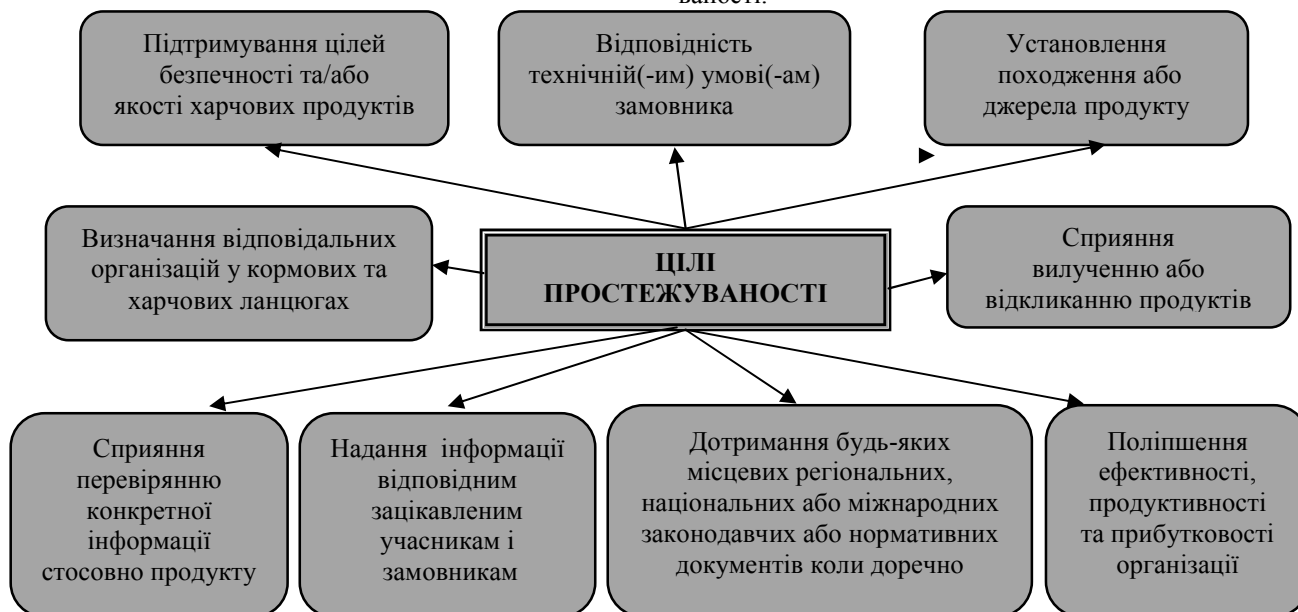 ваності.
Підтримування цілей
безпечності та/або
якості харчових продуктів
Відповідність
технічній(-им) умові(-ам)
замовника
Установлення
походження або
джерела продукту
Визначання відповідальних
організацій у кормових та
харчових ланцюгах
ЦІЛІ
ПРОСТЕЖУВАНОСТІ
Сприяння
вилученню або
відкликанню продуктів
Сприяння
перевірянню
конкретної
інформації
стосовно продукту
Надання інформації
відповідним
зацікавленим
учасникам і
замовникам
Дотримання будь-яких
місцевих регіональних,
національних або міжнародних
законодавчих або нормативних
документів коли доречно
Поліпшення
ефективності,
продуктивності
та прибутковості
організації